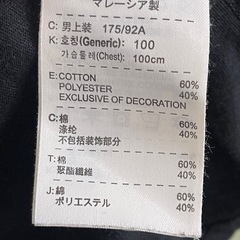 マレーシア製
C: 男上装 175/92A
K: 호칭(Generic): 100
가슴둘레(Chest): 100cm
E: COTTON 60%
POLYESTER 40%
EXCLUSIVE OF DECORATION
C: 棉 60%
涤纶 40%
不包括装饰部分
T: 棉 60%
聚酯纖維 40%
J: 綿 60%
ポリエステル 40%